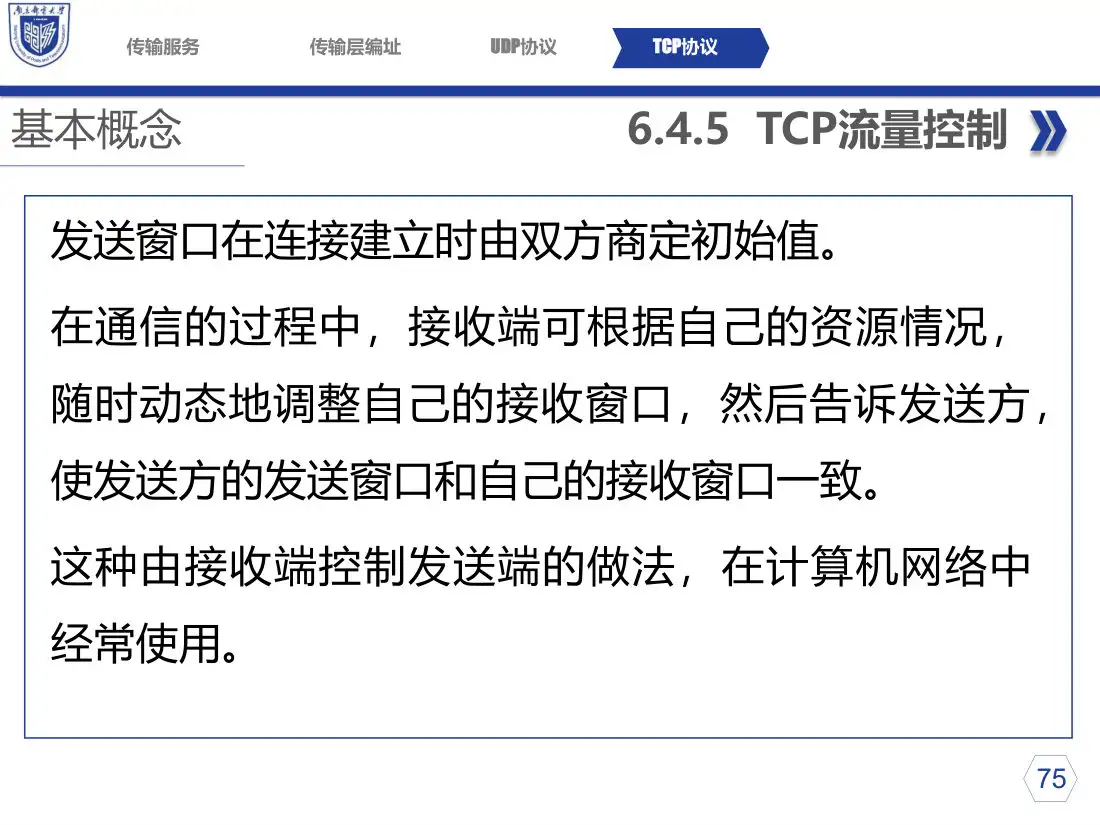 南京邮电大学
传输服务
传输层编址
UDP协议
TCP协议
基本概念
6.4.5 TCP流量控制
发送窗口在连接建立时由双方商定初始值。
在通信的过程中，接收端可根据自己的资源情况，
随时动态地调整自己的接收窗口，然后告诉发送方，
使发送方的发送窗口和自己的接收窗口一致。
这种由接收端控制发送端的做法，在计算机网络中
经常使用。
75